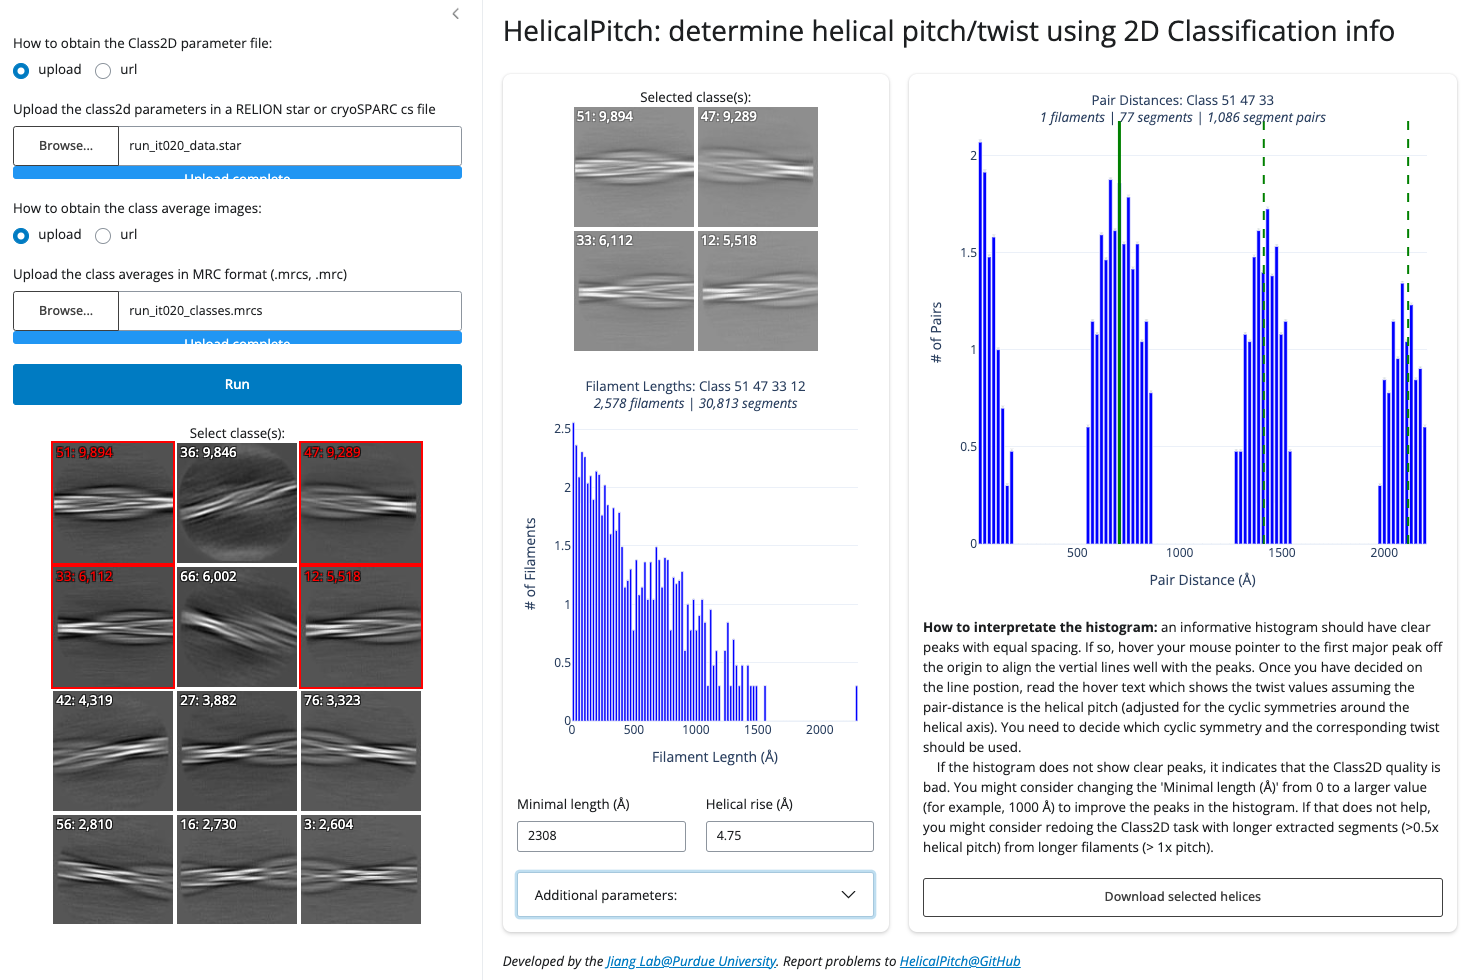 How to obtain the Class2D parameter file:
upload url
Upload the class2d parameters in a RELION star or cryoSPARC cs file
Browse... run_it020_data.star
Upload complete
How to obtain the class average images:
upload url
Upload the class averages in MRC format (.mrcs, .mrc)
Browse... run_it020_classes.mrcs
Upload complete
Run
Select classe(s):
51: 9,894 36: 9,846 47: 9,289
33: 6,112 66: 6,002 12: 5,518
42: 4,319 27: 3,882 76: 3,323
56: 2,810 16: 2,730 3: 2,604
HelicalPitch: determine helical pitch/twist using 2D Classification info
Selected classe(s):
51: 9,894 47: 9,289
33: 6,112 12: 5,518
Filament Lengths: Class 51 47 33 12
2,578 filaments | 30,813 segments
# of Filaments
2.5
2
1.5
1
0.5
0
0 500 1000 1500 2000
Filament Legnth (Å)
Minimal length (Å) Helical rise (Å)
2308 4.75
Additional parameters:
Pair Distances: Class 51 47 33
1 filaments | 77 segments | 1,086 segment pairs
# of Pairs
2
1.5
1
0.5
0
500 1000 1500 2000
Pair Distance (Å)
How to interpretate the histogram: an informative histogram should have clear
peaks with equal spacing. If so, hover your mouse pointer to the first major peak off
the origin to align the vertial lines well with the peaks. Once you have decided on
the line postion, read the hover text which shows the twist values assuming the
pair-distance is the helical pitch (adjusted for the cyclic symmetries around the
helical axis). You need to decide which cyclic symmetry and the corresponding twist
should be used.
If the histogram does not show clear peaks, it indicates that the Class2D quality is
bad. You might consider changing the 'Minimal length (Å)' from 0 to a larger value
(for example, 1000 Å) to improve the peaks in the histogram. If that does not help,
you might consider redoing the Class2D task with longer extracted segments (>0.5x
helical pitch) from longer filaments (> 1x pitch).
Download selected helices
Developed by the Jiang Lab@Purdue University. Report problems to HelicalPitch@GitHub